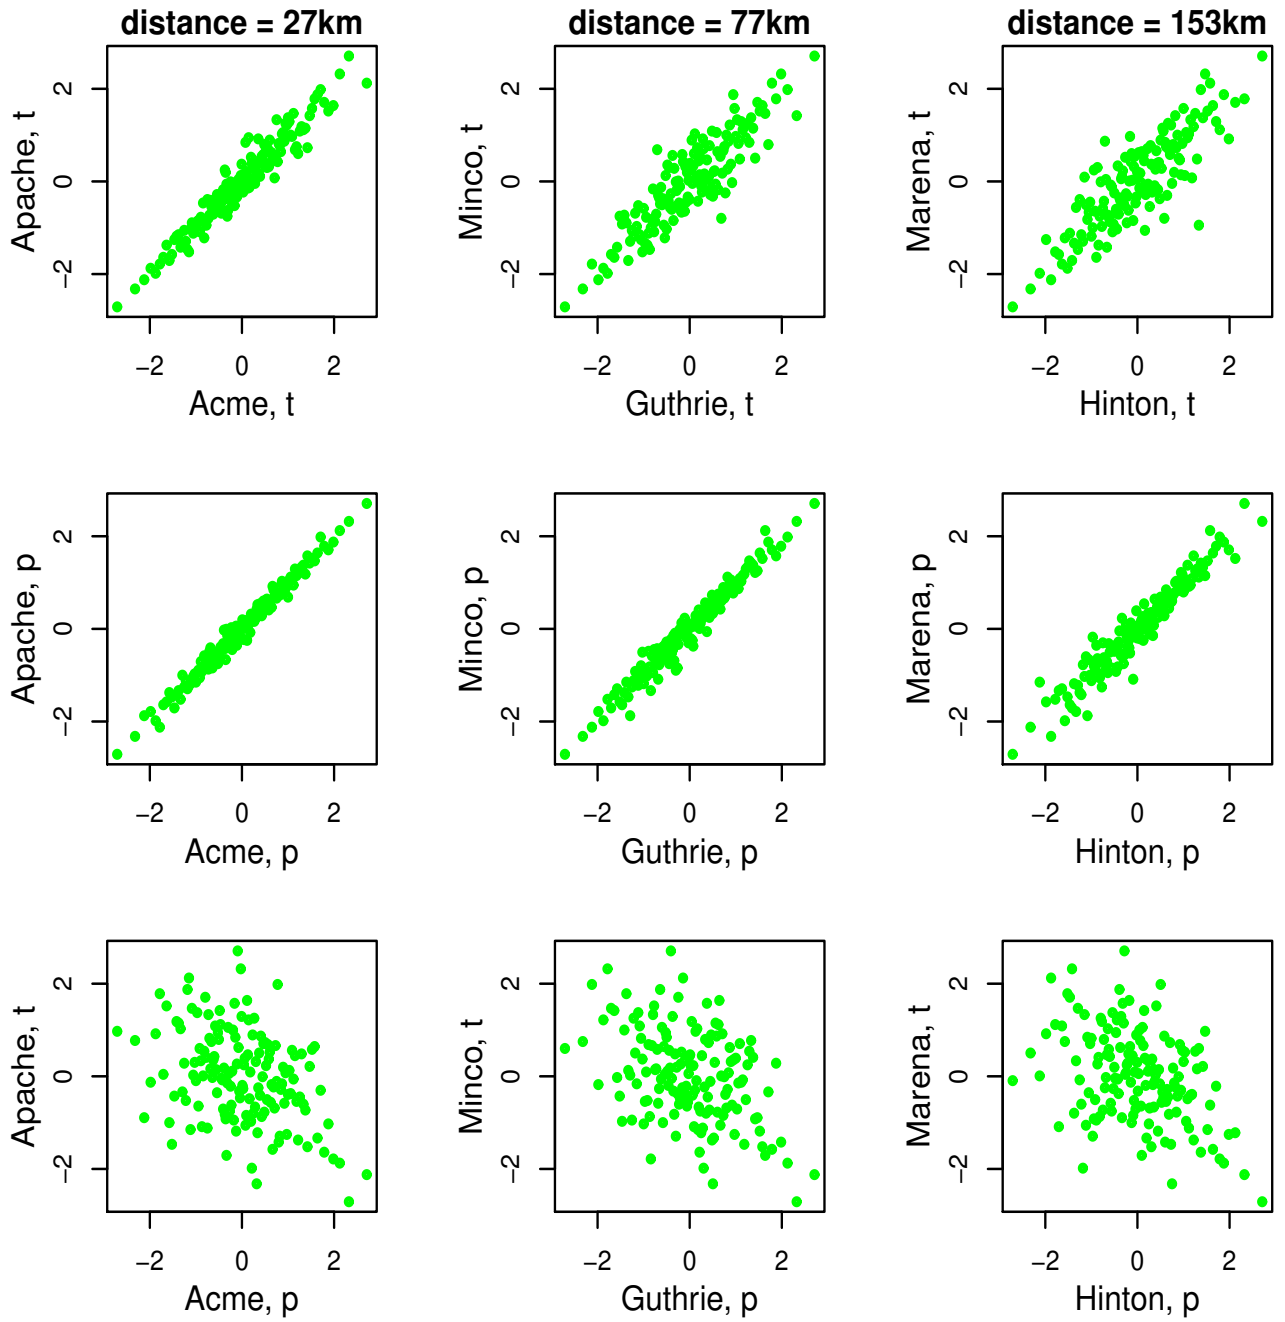 distance = 27km distance = 77km distance = 153km
Apache, t
2
0
−2
−2 0 2
Acme, t
Minco, t
2
0
−2
−2 0 2
Guthrie, t
Marena, t
2
0
−2
−2 0 2
Hinton, t
Apache, p
2
0
−2
−2 0 2
Acme, p
Minco, p
2
0
−2
−2 0 2
Guthrie, p
Marena, p
2
0
−2
−2 0 2
Hinton, p
Apache, t
2
0
−2
−2 0 2
Acme, p
Minco, t
2
0
−2
−2 0 2
Guthrie, p
Marena, t
2
0
−2
−2 0 2
Hinton, p